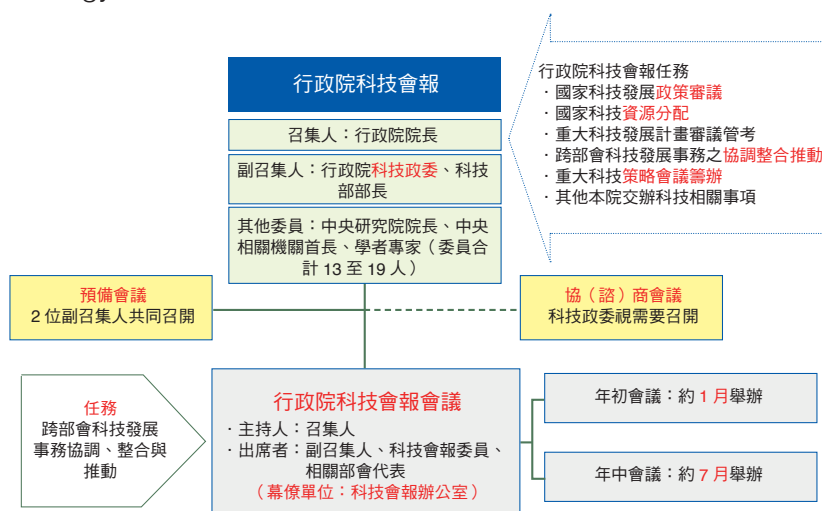 gy
行政院科技會報
召集人：行政院院長
副召集人：行政院科技政委、科技
部部長
其他委員：中央研究院院長、中央
相關機關首長、學者專家（委員合
計 13 至 19 人）
行政院科技會報任務
· 國家科技發展政策審議
· 國家科技資源分配
· 重大科技發展計畫審議管考
· 跨部會科技發展事務之協調整合推動
· 重大科技策略會議籌辦
· 其他本院交辦科技相關事項
預備會議
2 位副召集人共同召開
協（諮）商會議
科技政委視需要召開
任務
跨部會科技發展
事務協調、整合與
推動
行政院科技會報會議
· 主持人：召集人
· 出席者：副召集人、科技會報委員、
相關部會代表
（幕僚單位：科技會報辦公室）
年初會議：約 1 月舉辦
年中會議：約 7 月舉辦